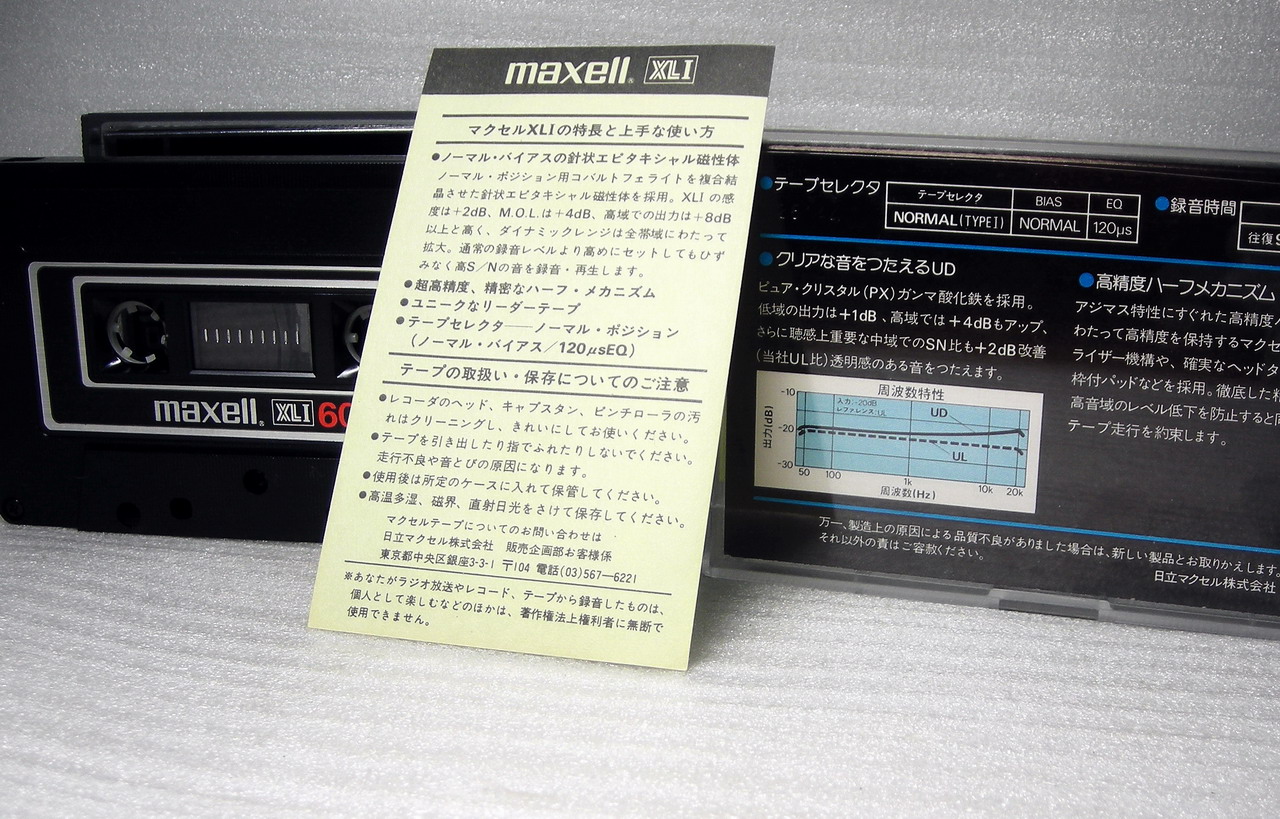 maxell XLI
マクセルXLIの特長と上手な使い方
●ノーマル・バイアスの針状エピタキシャル磁性体
ノーマル・ポジション用コバルトフェライトを複合結
晶させた針状エピタキシャル磁性体を採用。XLI の感
度は+2dB、M.O.L.は+4dB、高域での出力は+8dB
以上と高く、ダイナミックレンジは全帯域にわたって
拡大。通常の録音レベルより高めにセットしてもひず
みなく高S/Nの音を録音・再生します。
●超高精度、精密なハーフ・メカニズム
●ユニークなリーダーテープ
●テープセレクタ──ノーマル・ポジション
(ノーマル・バイアス/120μsEQ)
テープの取扱い・保存についてのご注意
●レコーダのヘッド、キャプスタン、ピンチローラの汚
れはクリーニングし、きれいにしてお使いください。
●テープを引き出したり指でふれたりしないでください。
走行不良や音とびの原因になります。
●使用後は所定のケースに入れて保管してください。
●高温多湿、磁界、直射日光をさけて保存してください。
マクセルテープについてのお問い合わせは
日立マクセル株式会社 販売企画部お客様係
東京都中央区銀座3-3-1 〒104 電話(03)567—6221
※あなたがラジオ放送やレコード、テープから録音したものは、
個人として楽しむなどのほかは、著作権法上権利者に無断で
使用できません。
maxell XLI 60
●テープセレクタ
テープセレクタ BIAS EQ
NORMAL(TYPEI) NORMAL 120μs
●録音時間
往復
●クリアな音をつたえるUD
ピュア・クリスタル(PX)ガンマ酸化鉄を採用。
低域の出力は+1dB、高域では+4dBもアップ、
さらに聴感上重要な中域でのSN比も+2dB改善
(当社UL比)透明感のある音をつたえます。
周波数特性
出力(dB)
-10
-20
-30
入力:-20dB
レファレンス:UL
UD
UL
50 100 1k 10k 20k
周波数(Hz)
●高精度ハーフメカニズム
アジマス特性にすぐれた高精度
わたって高精度を保持するマクセ
ライザー機構や、確実なヘッドタ
枠付パッドなどを採用。徹底した
高音域のレベル低下を防止すると
テープ走行を約束します。
万一、製造上の原因による品質不良がありました場合は、新しい製品とお取りかえします。
それ以外の責はご容赦ください。
日立マクセル株式会社